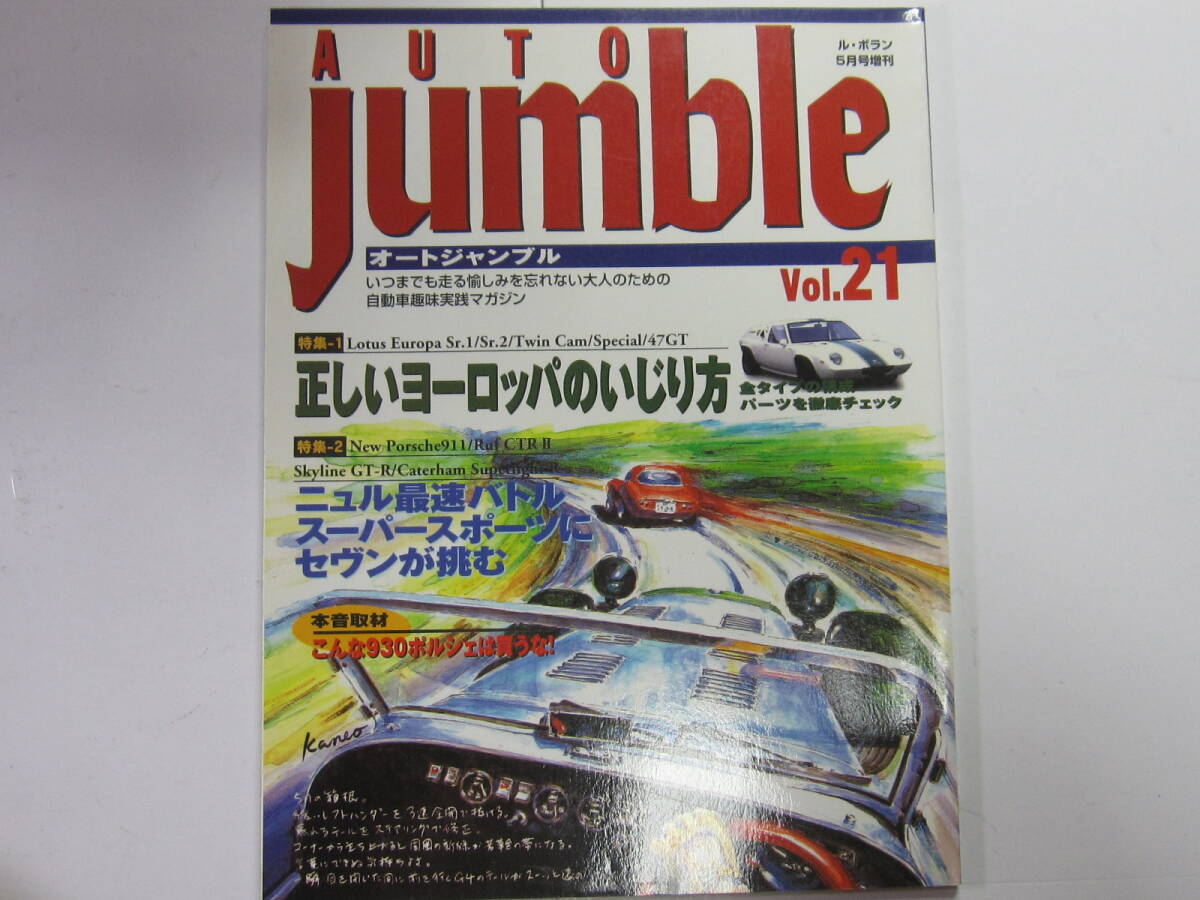 AUTO
Jumble
ル・ボラン
5月号増刊
オートジャンブル
いつまでも走る愉しみを忘れない大人のための
自動車趣味実践マガジン
Vol.21
特集-1 Lotus Europa Sr.1/Sr.2/Twin Cam/Special/47GT
正しいヨーロッパのいじり方
全タイプの
パーツを徹底チェック
特集-2 New Porsche911/Ruf CTRⅡ
Skyline GT-R/Caterham Superlight-R
ニュル最速バトル
スーパースポーツに
セヴンが挑む
本音取材
こんな930ポルシェは買うな!
Kaneo
5月の箱根。